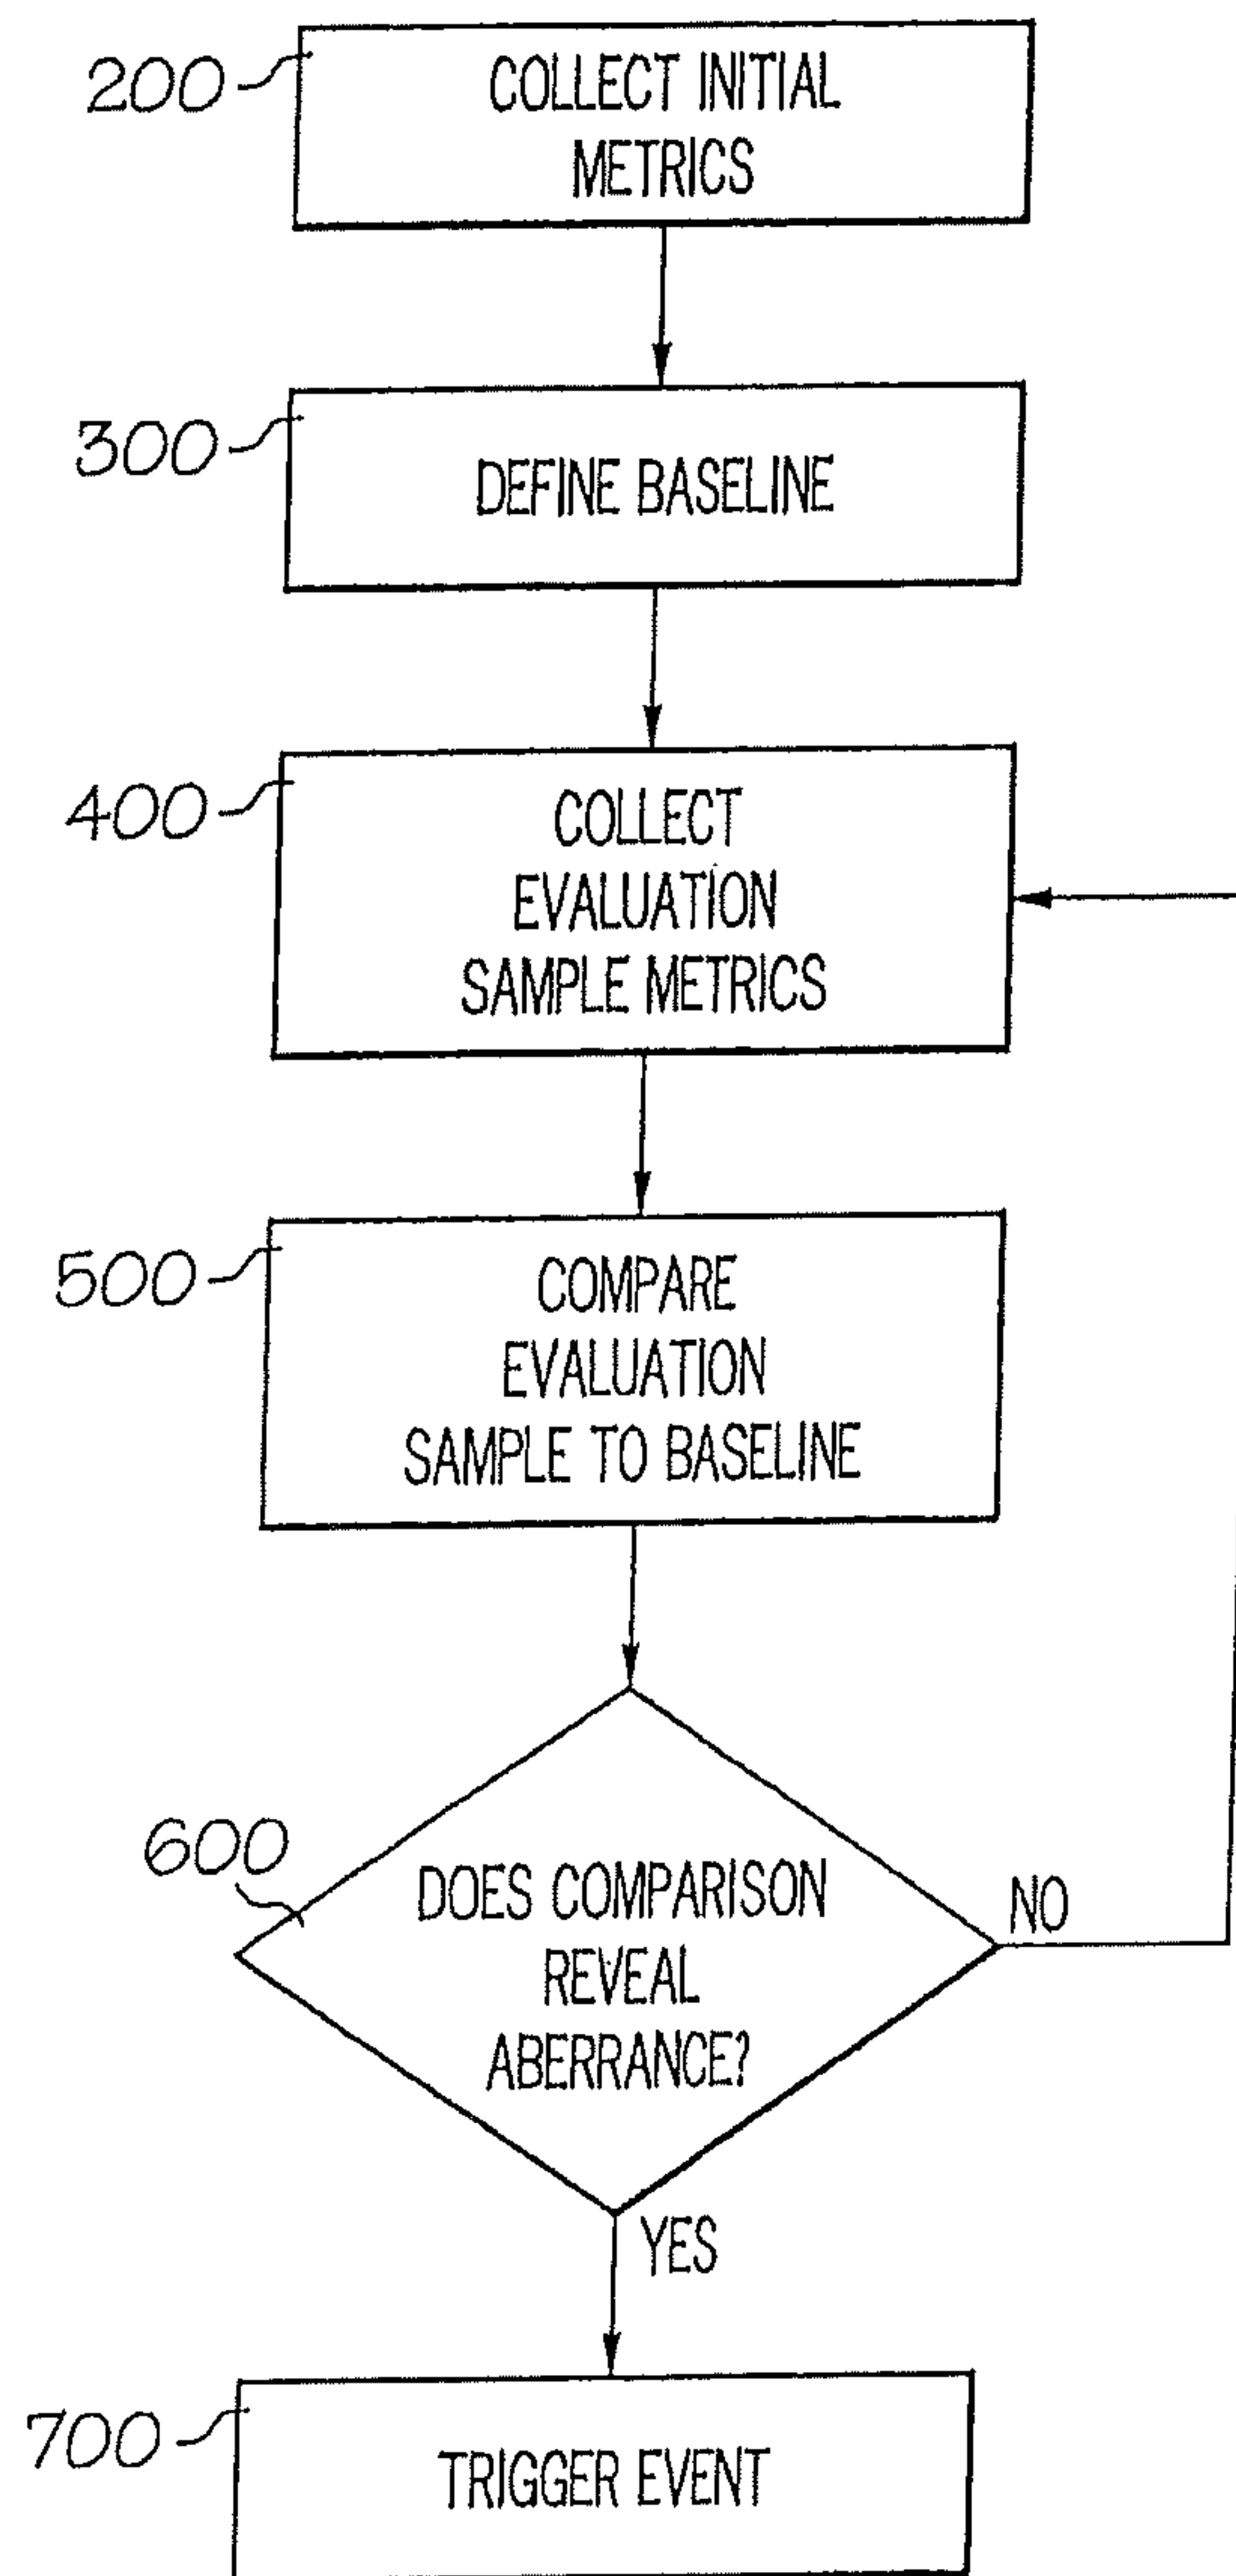 200
COLLECT INITIAL
METRICS
300
DEFINE BASELINE
400
COLLECT
EVALUATION
SAMPLE METRICS
500
COMPARE
EVALUATION
SAMPLE TO BASELINE
600
DOES COMPARISON
REVEAL
ABERRANCE?
NO
YES
700
TRIGGER EVENT